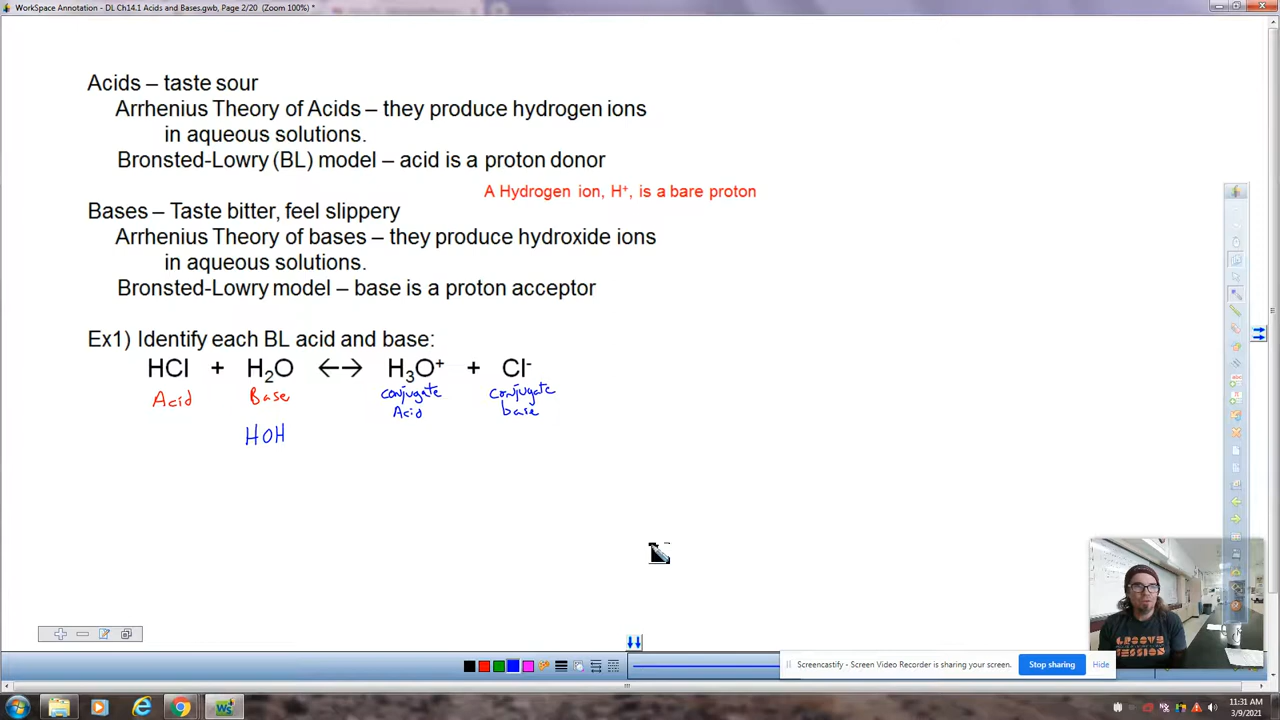 WorkSpace Annotation - DL Ch14.1 Acids and Bases.gwb, Page 2/20 (Zoom 100%) *
Acids – taste sour
Arrhenius Theory of Acids – they produce hydrogen ions
in aqueous solutions.
Bronsted-Lowry (BL) model – acid is a proton donor
A Hydrogen ion, H⁺, is a bare proton
Bases – Taste bitter, feel slippery
Arrhenius Theory of bases – they produce hydroxide ions
in aqueous solutions.
Bronsted-Lowry model – base is a proton acceptor
Ex1) Identify each BL acid and base:
HCl + H₂O ←→ H₃O⁺ + Cl⁻
Acid Base conjugate Acid conjugate base
HOH
GROOVE
SESSION
Screencastify - Screen Video Recorder is sharing your screen. Stop sharing Hide
11:31 AM
3/9/2021